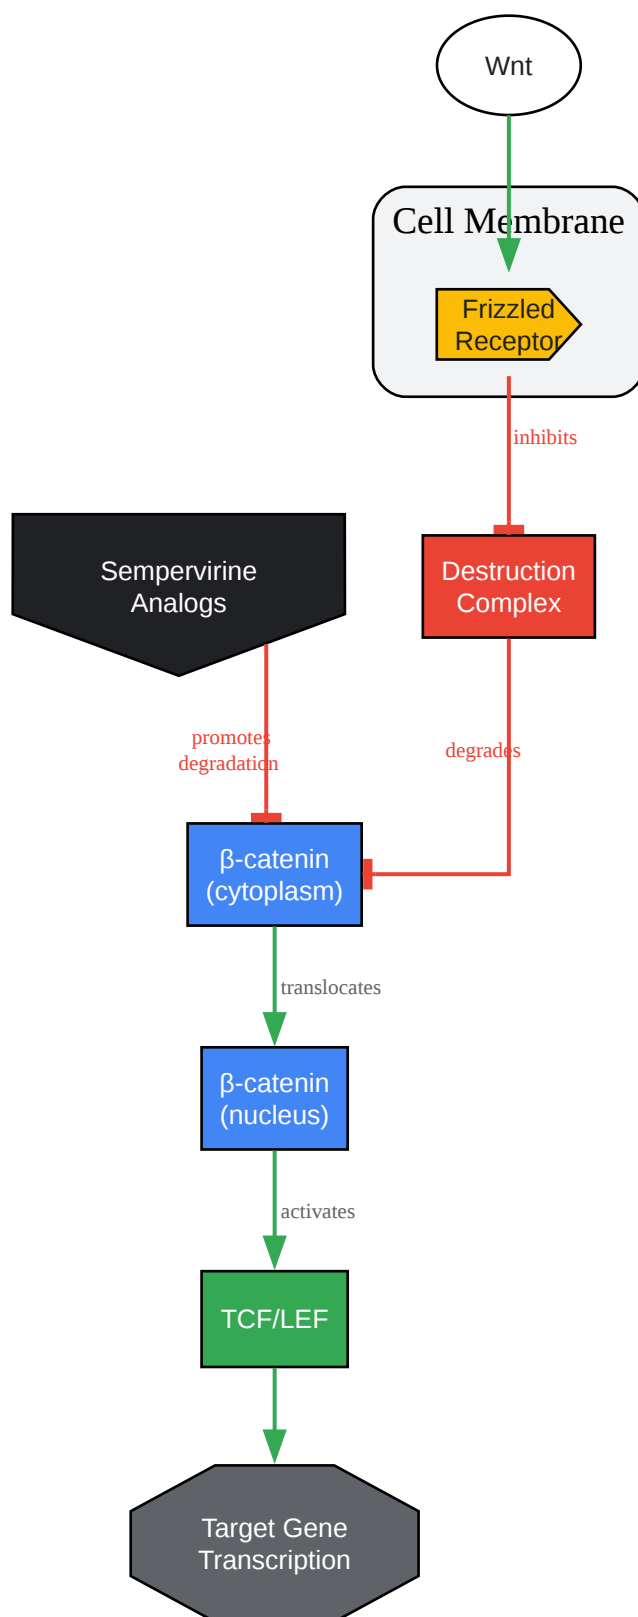 Wnt
Cell Membrane
Frizzled
Receptor
inhibits
Sempervirine
Analogs
Destruction
Complex
promotes
degradation
degrades
β-catenin
(cytoplasm)
translocates
β-catenin
(nucleus)
activates
TCF/LEF
Target Gene
Transcription